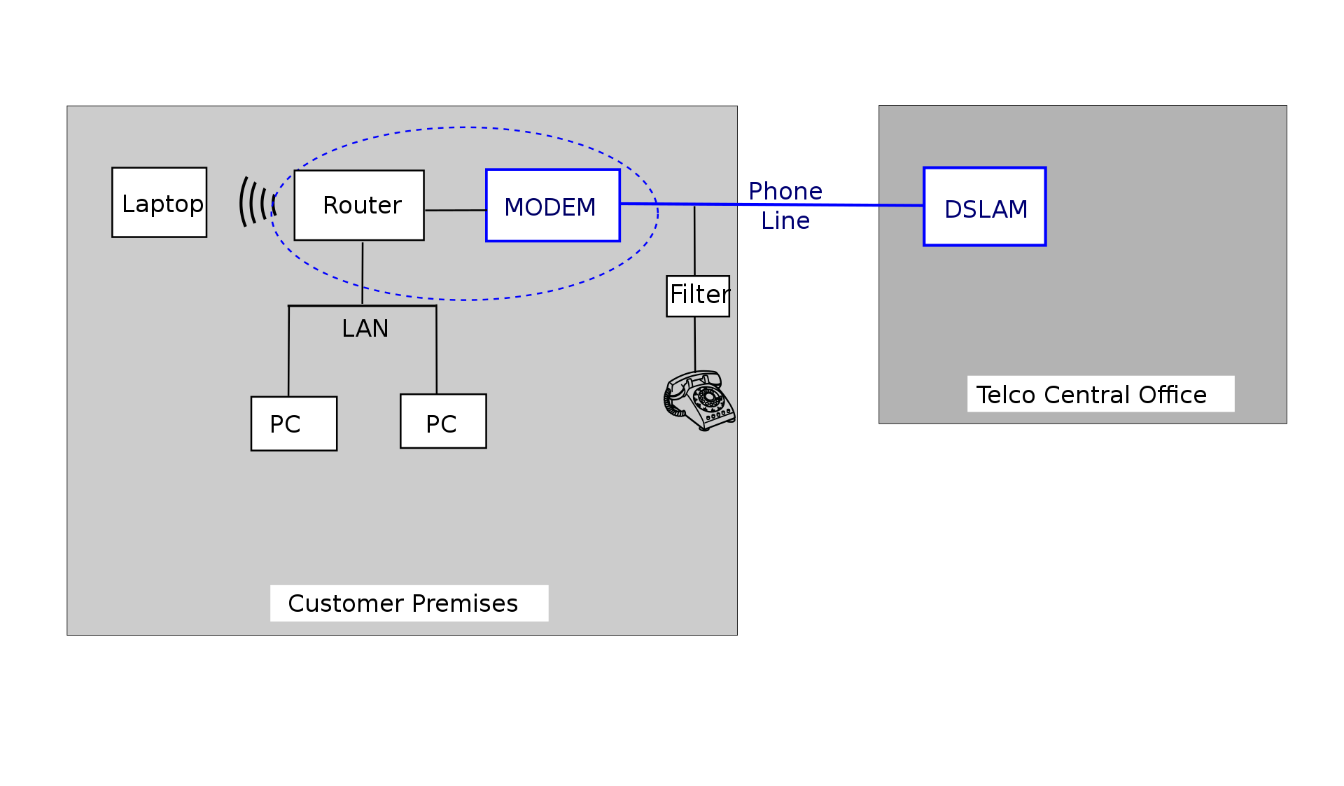 Laptop
Router
MODEM
Phone
Line
DSLAM
Filter
LAN
PC
PC
Telco Central Office
Customer Premises